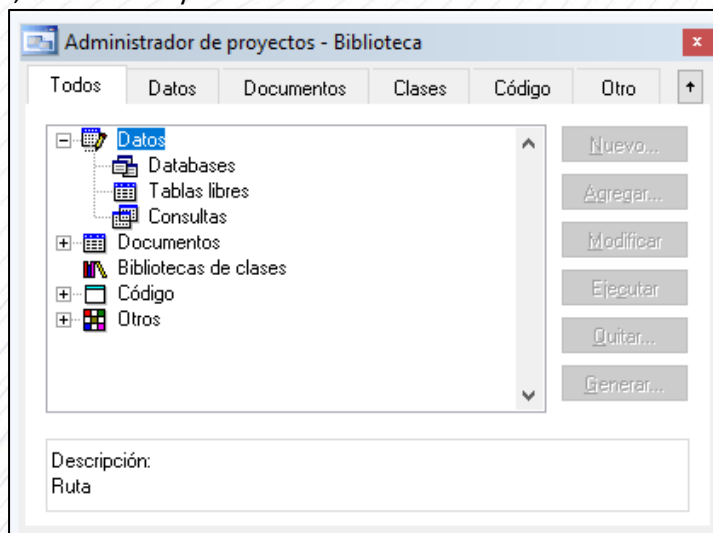 Administrador de proyectos - Biblioteca
x
Todos Datos Documentos Clases Código Otro
Datos
Databases
Tablas libres
Consultas
Documentos
Bibliotecas de clases
Código
Otros
Nuevo...
Agregar...
Modificar
Ejecutar
Quitar...
Generar...
Descripción:
Ruta